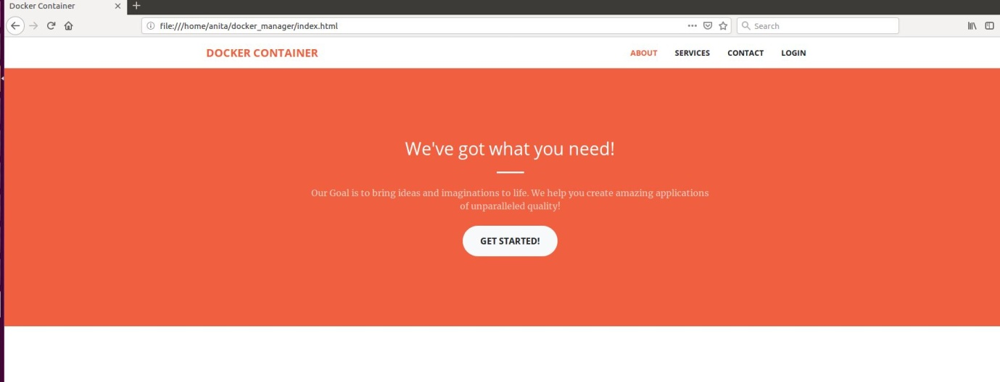 Docker Container
file:///home/anita/docker_manager/index.html
Search
DOCKER CONTAINER
ABOUT SERVICES CONTACT LOGIN
We've got what you need!
Our Goal is to bring ideas and imaginations to life. We help you create amazing applications
of unparalleled quality!
GET STARTED!